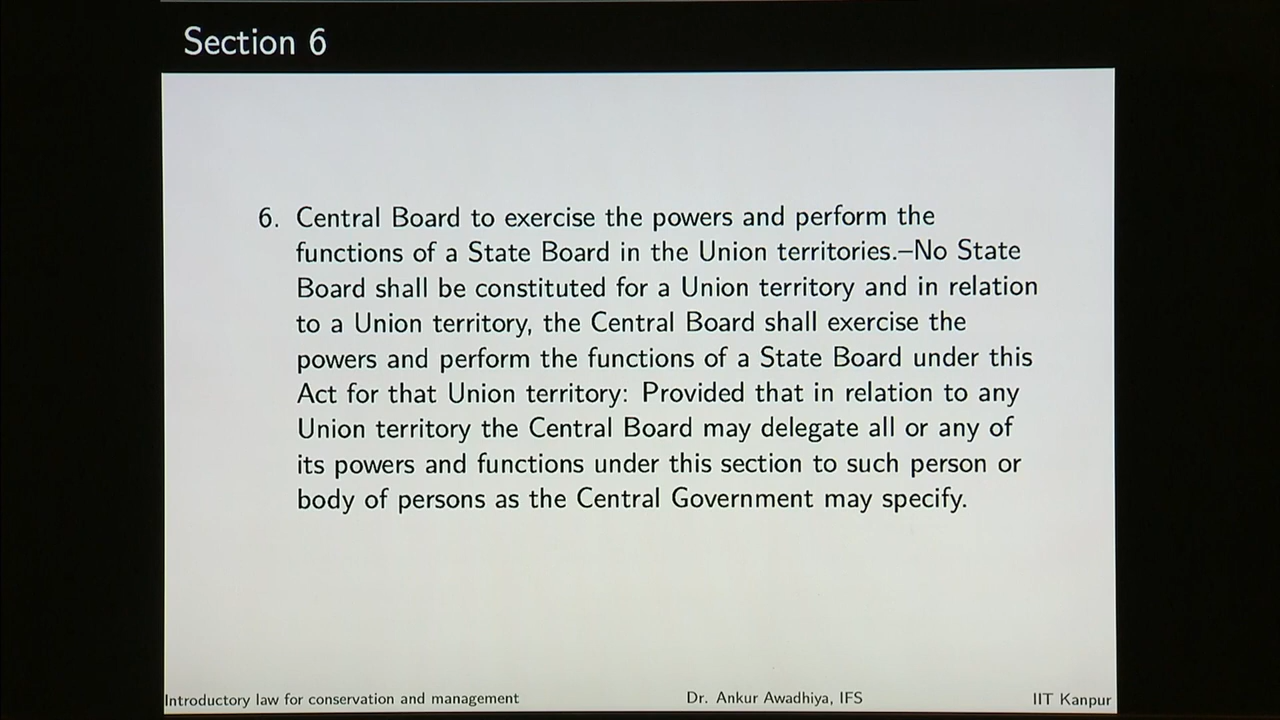 Section 6
6. Central Board to exercise the powers and perform the
functions of a State Board in the Union territories.–No State
Board shall be constituted for a Union territory and in relation
to a Union territory, the Central Board shall exercise the
powers and perform the functions of a State Board under this
Act for that Union territory: Provided that in relation to any
Union territory the Central Board may delegate all or any of
its powers and functions under this section to such person or
body of persons as the Central Government may specify.
Introductory law for conservation and management Dr. Ankur Awadhiya, IFS IIT Kanpur